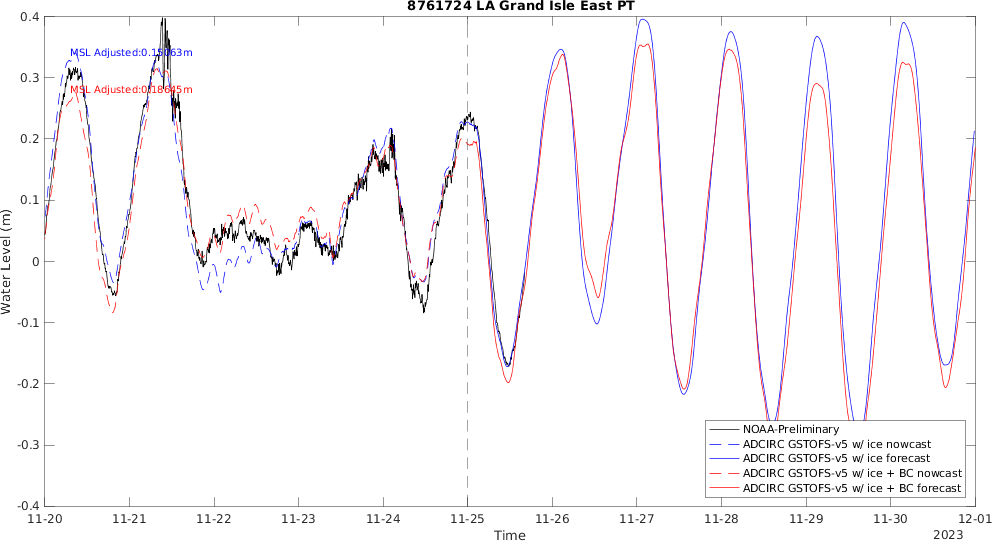 8761724 LA Grand Isle East PT
MSL Adjusted:0.15063m
MSL Adjusted:0.18645m
Water Level (m)
0.4
0.3
0.2
0.1
0
-0.1
-0.2
-0.3
-0.4
NOAA-Preliminary
ADCIRC GSTOFS-v5 w/ ice nowcast
ADCIRC GSTOFS-v5 w/ ice forecast
ADCIRC GSTOFS-v5 w/ ice + BC nowcast
ADCIRC GSTOFS-v5 w/ ice + BC forecast
11-20 11-21 11-22 11-23 11-24 11-25 11-26 11-27 11-28 11-29 11-30 12-01
Time
2023